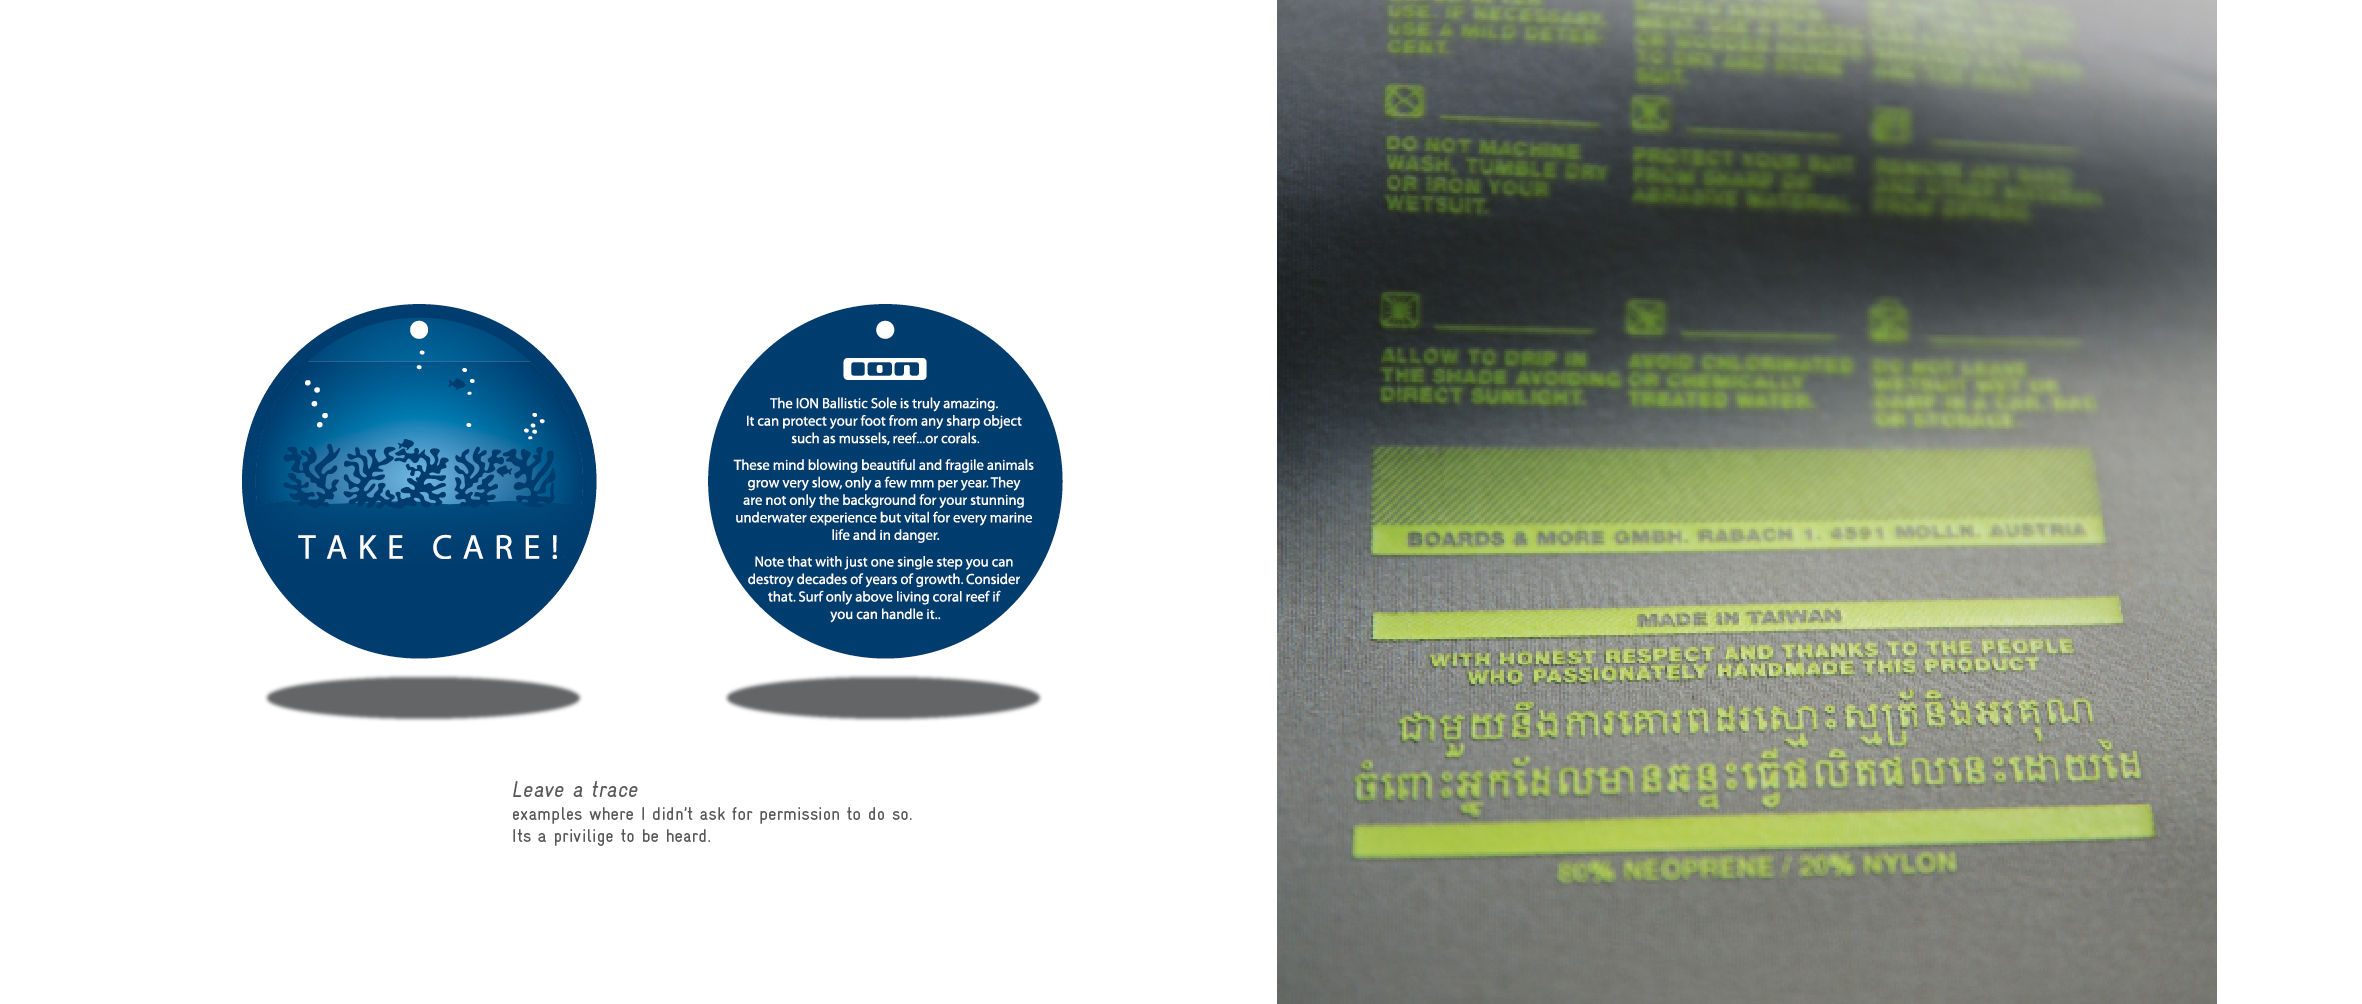 TAKE CARE!
ion
The ION Ballistic Sole is truly amazing.
It can protect your foot from any sharp object
such as mussels, reef...or corals.
These mind blowing beautiful and fragile animals
grow very slow, only a few mm per year. They
are not only the background for your stunning
underwater experience but vital for every marine
life and in danger.
Note that with just one single step you can
destroy decades of years of growth. Consider
that. Surf only above living coral reef if
you can handle it..
Leave a trace
examples where I didn't ask for permission to do so.
Its a privilige to be heard.
USE. IF NECESSARY,
USE A MILD DETER-
GENT.
TO DRY AND STORE
SUIT.
DO NOT MACHINE
WASH, TUMBLE DRY
OR IRON YOUR
WETSUIT.
PROTECT YOUR SUIT
FROM SHARP OR
ABRASIVE MATERIAL.
ALLOW TO DRIP IN
THE SHADE AVOIDING
DIRECT SUNLIGHT.
AVOID CHLORINATED
OR CHEMICALLY
TREATED WATER.
DO NOT LEAVE
WETSUIT WET OR
DAMP IN A CAR, BAG
OR STORAGE.
BOARDS & MORE GMBH. RABACH 1. 4591 MOLLN. AUSTRIA
MADE IN TAIWAN
WITH HONEST RESPECT AND THANKS TO THE PEOPLE
WHO PASSIONATELY HANDMADE THIS PRODUCT
ជាមួយនឹងការគោរពដរស្មោះស្មត្រ័និងអរគុណ
ចំពោះអ្នកដែលមានឆន្ទះធ្វើផលិតផលនេះដោយដៃ
80% NEOPRENE / 20% NYLON